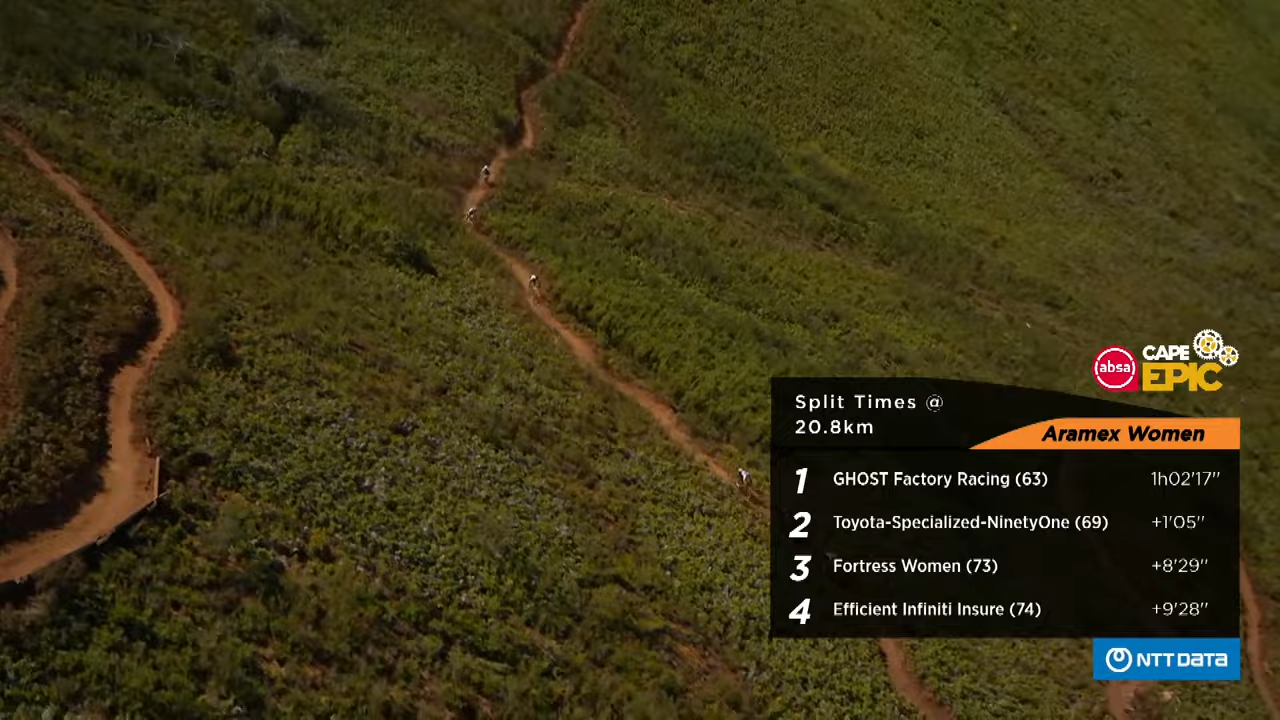 absa
CAPE
EPIC
Split Times @
20.8km
Aramex Women
1 GHOST Factory Racing (63) 1h02'17"
2 Toyota-Specialized-NinetyOne (69) +1'05"
3 Fortress Women (73) +8'29"
4 Efficient Infiniti Insure (74) +9'28"
NTT DATA